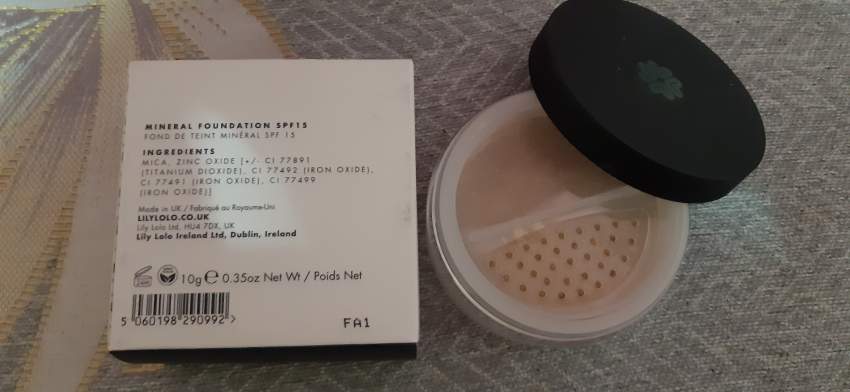 MINERAL FOUNDATION SPF15
FOND DE TEINT MINÉRAL SPF 15
INGREDIENTS
MICA, ZINC OXIDE [+/- CI 77891
(TITANIUM DIOXIDE), CI 77492 (IRON OXIDE),
CI 77491 (IRON OXIDE), CI 77499
(IRON OXIDE)]
Made in UK / Fabriqué au Royaume-Uni
LILYLOLO.CO.UK
Lily Lolo Ltd, HU4 7DX, UK
Lily Lolo Ireland Ltd, Dublin, Ireland
10g ℮ 0.35oz Net Wt / Poids Net
5 060198 290992 >
FA1